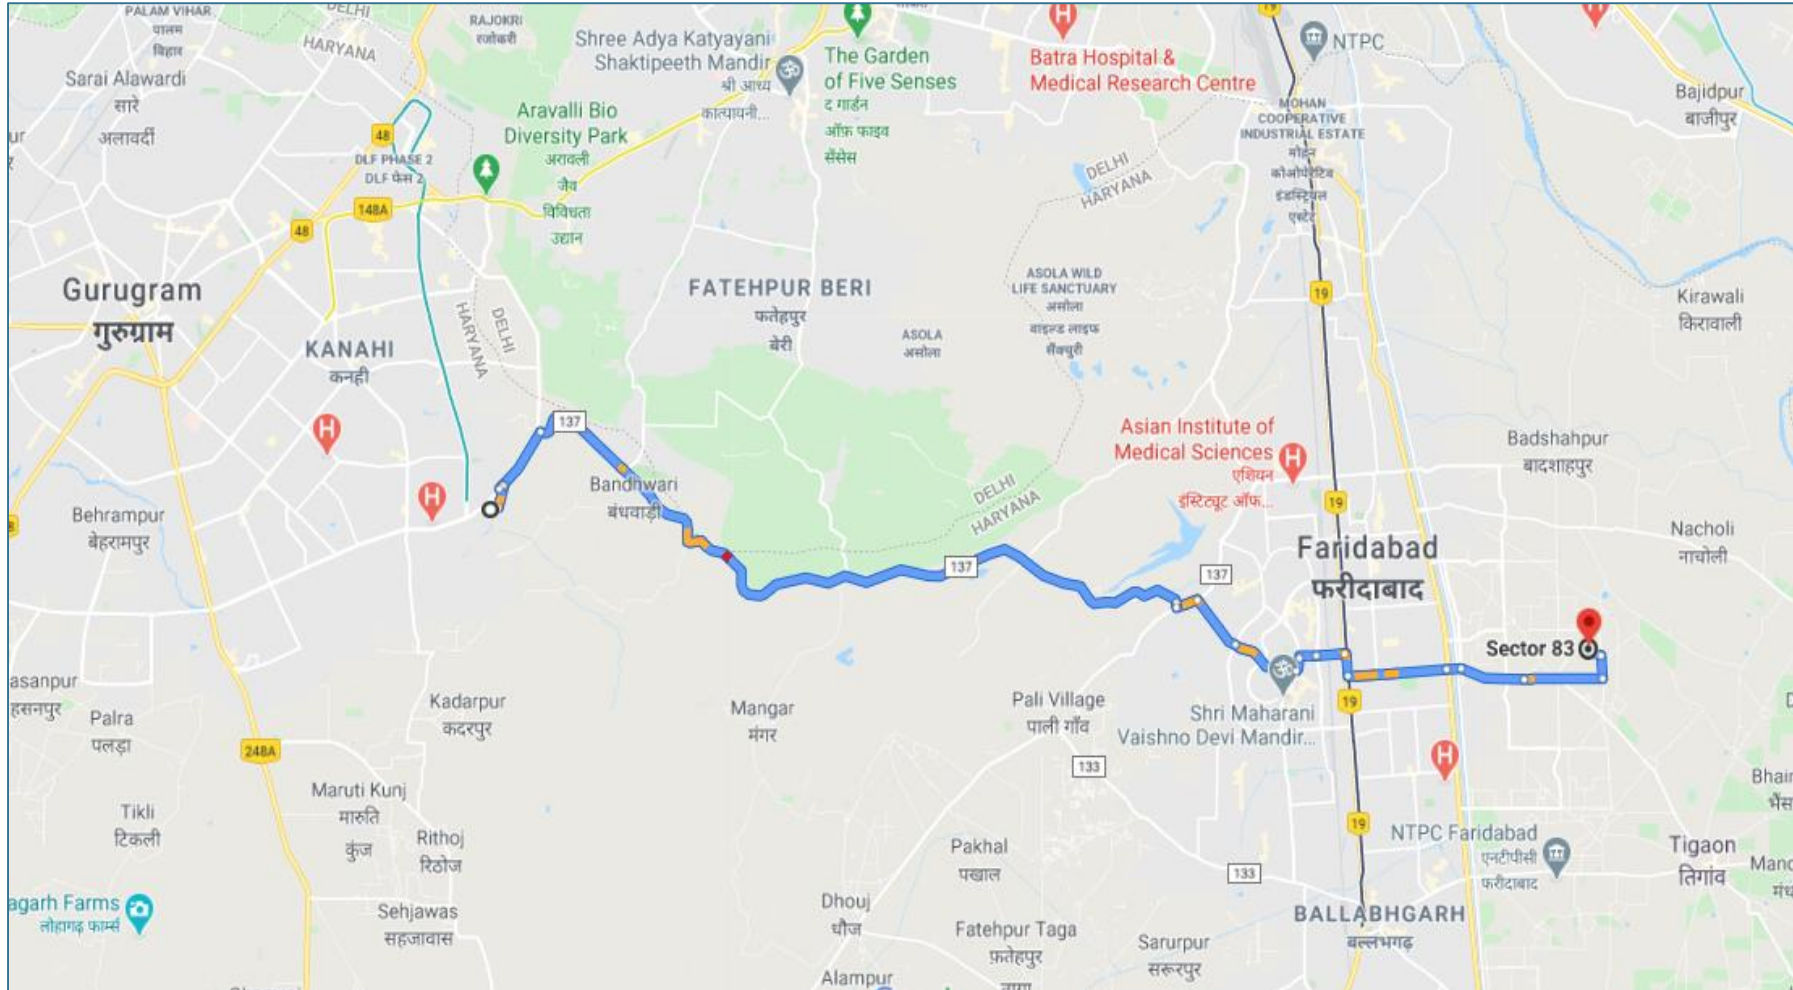 PALAM VIHAR
पालम
विहार
DELHI
HARYANA
RAJOKRI
रजोकरी
Shree Adya Katyayani
Shaktipeeth Mandir
श्री आध्य
कात्यायनी...
The Garden
of Five Senses
द गार्डन
ऑफ़ फाइव
सेंसेस
Batra Hospital &
Medical Research Centre
19
NTPC
Bajidpur
बाजीपुर
Sarai Alawardi
सारे
अलावर्दी
48
DLF PHASE 2
DLF फेस 2
148A
48
Aravalli Bio
Diversity Park
अरावली
जैव
विविधता
उद्यान
MOHAN
COOPERATIVE
INDUSTRIAL ESTATE
मोहन
कोओपरेटिव
इंडस्ट्रियल
एस्टेट
DELHI
HARYANA
Gurugram
गुरुग्राम
KANAHI
कनही
HARYANA
DELHI
FATEHPUR BERI
फतेहपुर
बेरी
ASOLA
असोला
ASOLA WILD
LIFE SANCTUARY
असोला
वाइल्ड लाइफ
सैंक्चुरी
19
Kirawali
किरावाली
137
Asian Institute of
Medical Sciences
एशियन
इंस्टिट्यूट ऑफ...
Badshahpur
बादशाहपुर
Behrampur
बेहरामपुर
Bandhwari
बंधवाड़ी
DELHI
HARYANA
19
Nacholi
नाचोली
Faridabad
फरीदाबाद
137
137
Sector 83
asanpur
हसनपुर
Palra
पलड़ा
Kadarpur
कदरपुर
Mangar
मंगर
Pali Village
पाली गाँव
Shri Maharani
Vaishno Devi Mandir...
19
248A
133
Maruti Kunj
मारुति
कुंज
Tikli
टिकली
Rithoj
रिठोज
Pakhal
पखाल
133
19
NTPC Faridabad
एनटीपीसी
फरीदाबाद
Tigaon
तिगांव
agarh Farms
लोहागढ़ फार्म्स
Sehjawas
सहजावास
Dhouj
धौज
Fatehpur Taga
फ़तेहपुर
Sarurpur
सरूरपुर
BALLABHGARH
बल्लभगढ़
Alampur